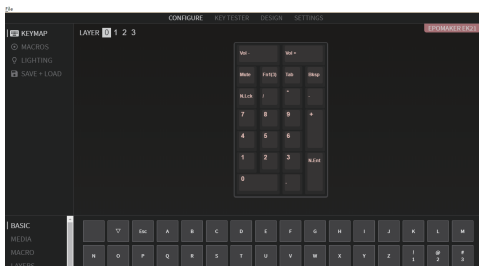 File
CONFIGURE KEY TESTER DESIGN SETTINGS
EPOMAKER EK21
KEYMAP
MACROS
LIGHTING
SAVE + LOAD
LAYER 0 1 2 3
Vol - Vol +
Mute Fn1(3) Tab Bksp
N.Lck / * -
7 8 9 +
4 5 6
1 2 3 N.Ent
0 .
BASIC
MEDIA
MACRO
LAYERS
▽ Esc A B C D E F G H I J K L M
N O P Q R S T U V W X Y Z ! 1 @ 2 # 3